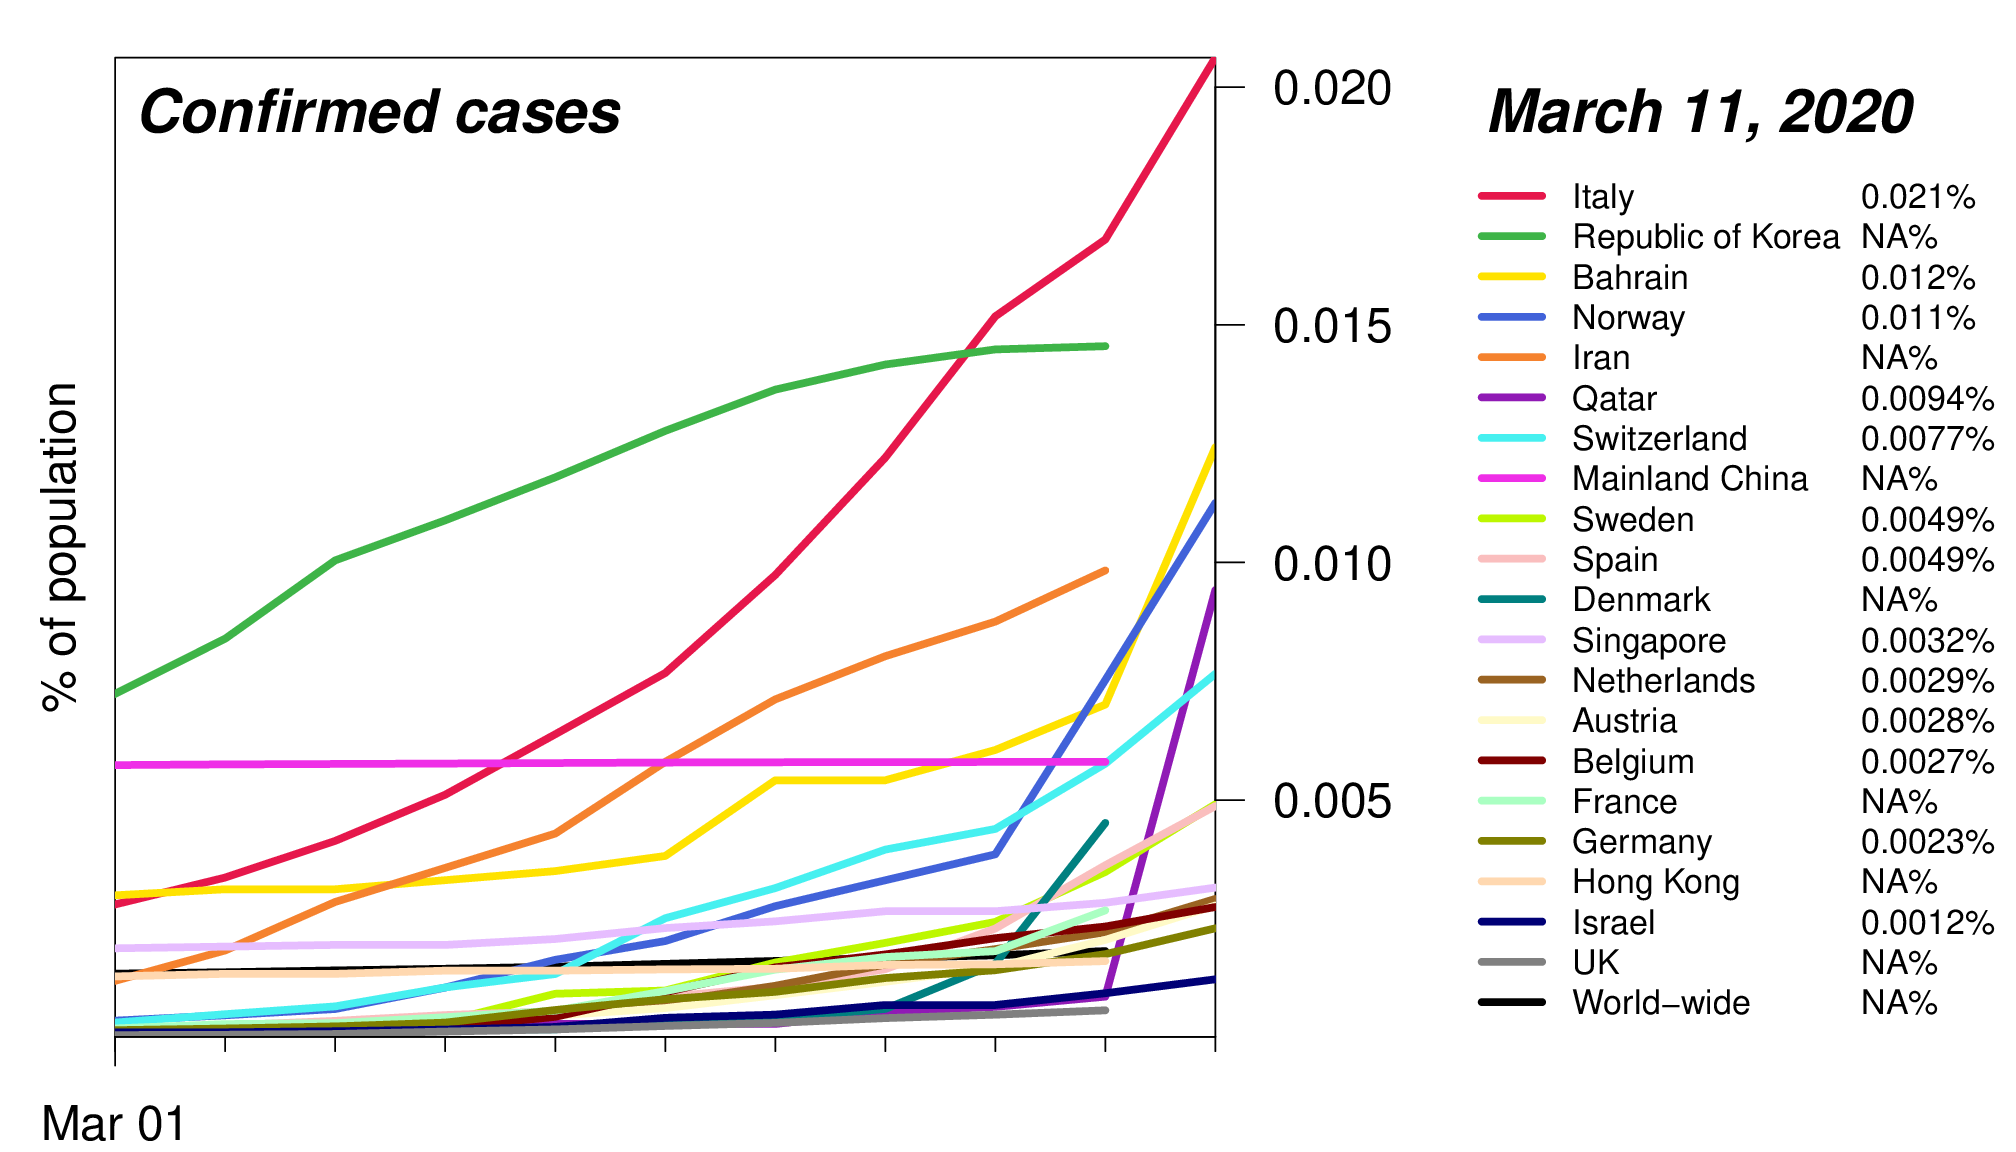 Confirmed cases
% of population
0.020
0.015
0.010
0.005
Mar 01
March 11, 2020
Italy 0.021%
Republic of Korea NA%
Bahrain 0.012%
Norway 0.011%
Iran NA%
Qatar 0.0094%
Switzerland 0.0077%
Mainland China NA%
Sweden 0.0049%
Spain 0.0049%
Denmark NA%
Singapore 0.0032%
Netherlands 0.0029%
Austria 0.0028%
Belgium 0.0027%
France NA%
Germany 0.0023%
Hong Kong NA%
Israel 0.0012%
UK NA%
World−wide NA%